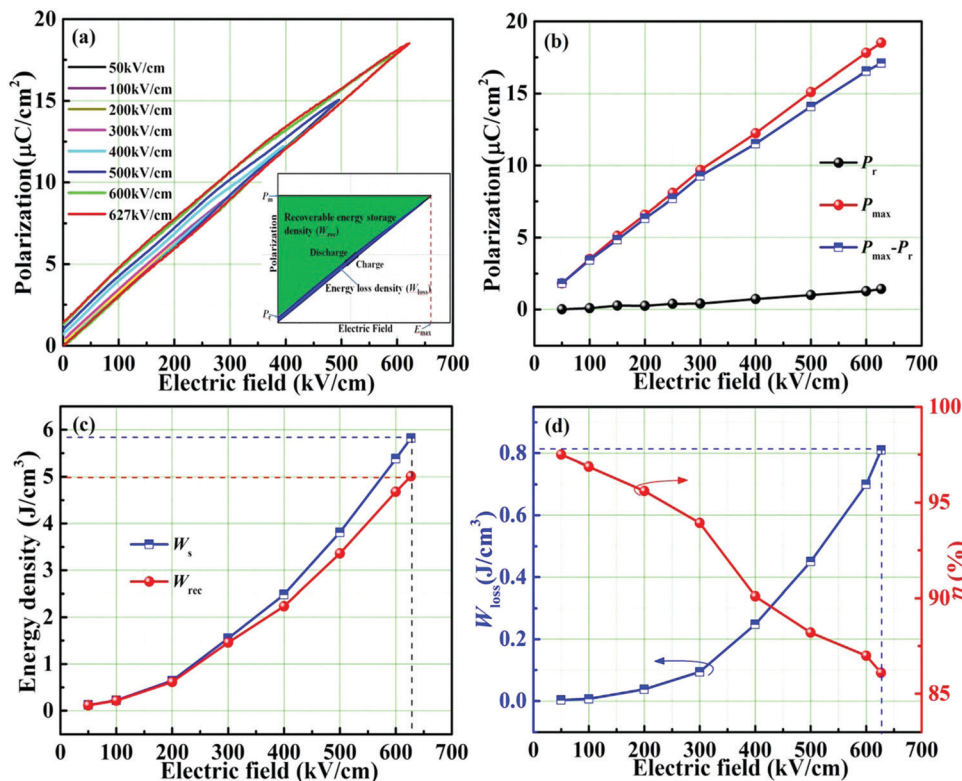 (a)
20
15
10
5
0
Polarization(μC/cm²)
50kV/cm
100kV/cm
200kV/cm
300kV/cm
400kV/cm
500kV/cm
600kV/cm
627kV/cm
Pm
Recoverable energy storage
density (Wrec)
Discharge
Charge
Energy loss density (Wloss)
Pr
Polarization
Electric Field
Emax
0 100 200 300 400 500 600 700
Electric field (kV/cm)
(b)
20
15
10
5
0
Polarization(μC/cm²)
Pr
Pmax
Pmax-Pr
0 100 200 300 400 500 600 700
Electric field (kV/cm)
(c)
6
5
4
3
2
1
0
Energy density (J/cm³)
Ws
Wrec
0 100 200 300 400 500 600 700
Electric field (kV/cm)
(d)
0.8
0.6
0.4
0.2
0.0
Wloss(J/cm³)
100
95
90
85
η (%)
0 100 200 300 400 500 600 700
Electric field (kV/cm)